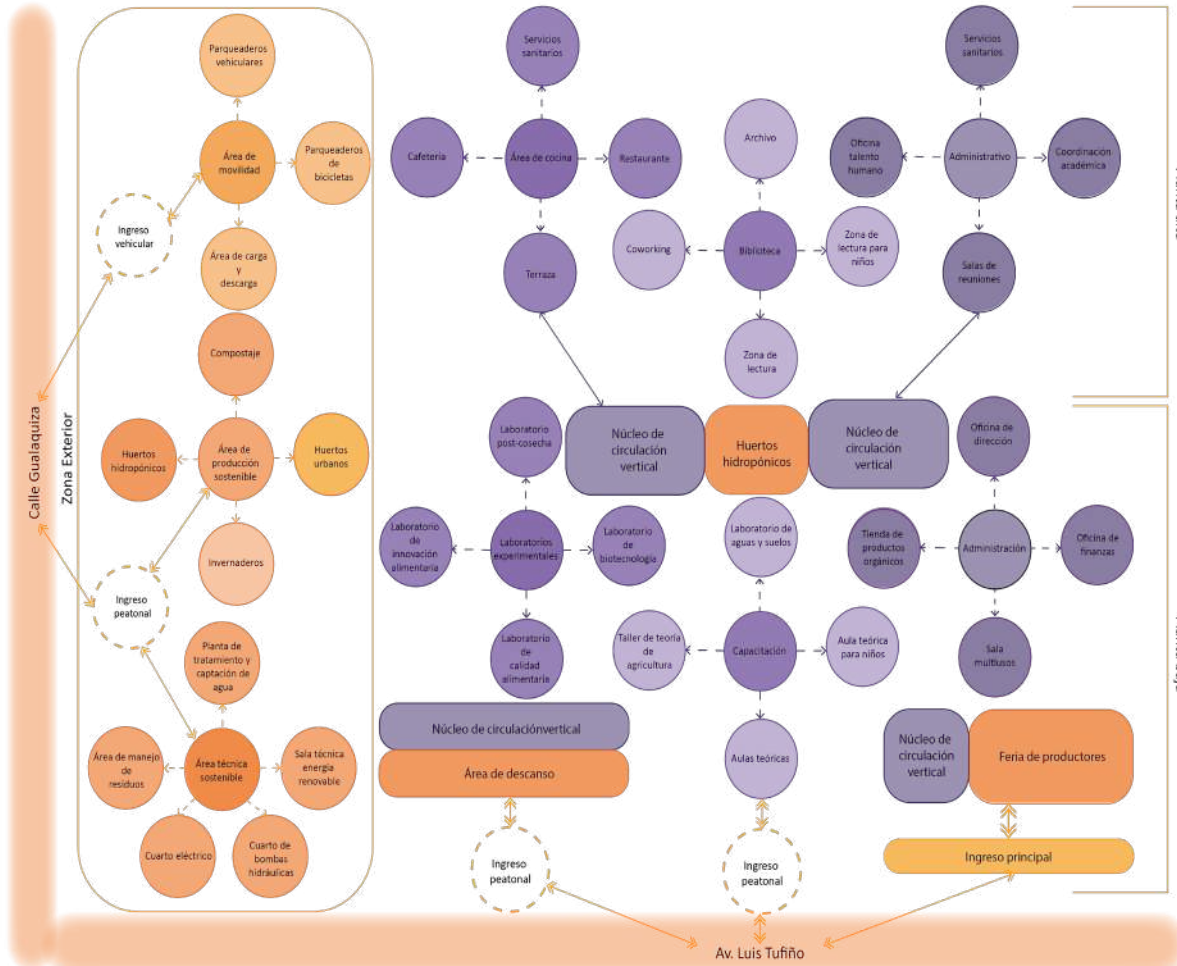 Calle Gualaquiza
Zona Exterior
Parqueaderos
vehiculares
Área de
movilidad
Parqueaderos
de
bicicletas
Ingreso
vehicular
Área de carga
y
descarga
Compostaje
Huertos
hidropónicos
Área de
producción
sostenible
Huertos
urbanos
Invernaderos
Ingreso
peatonal
Planta de
tratamiento y
captación de
agua
Área de manejo
de
resíduos
Área técnica
sostenible
Sala técnica
energía
renovable
Cuarto eléctrico
Cuarto de
bombas
hidráulicas
Servicios
sanitarios
Cafetería
Área de cocina
Restaurante
Terraza
Archivo
Coworking
Biblioteca
Zona de
lectura para
niños
Zona de
lectura
Servicios
sanitarios
Oficina
talento
humano
Administrativo
Coordinación
académica
Salas de
reuniones
Núcleo de
circulación
vertical
Huertos
hidropónicos
Núcleo de
circulación
vertical
Laboratorio
post-cosecha
Laboratorio
de
innovación
alimentaria
Laboratorios
experimentales
Laboratorio
de
biotecnología
Laboratorio
de
calidad
alimentaria
Laboratorio de
aguas y suelos
Taller de teoría
de
agricultura
Capacitación
Aula teórica
para niños
Aulas teóricas
Oficina de
dirección
Tienda de
productos
orgánicos
Administración
Oficina de
finanzas
Sala
multiusos
Núcleo de circulaciónvertical
Área de descanso
Núcleo de
circulación
vertical
Feria de productores
Ingreso
peatonal
Ingreso
peatonal
Ingreso principal
Av. Luis Tufiño